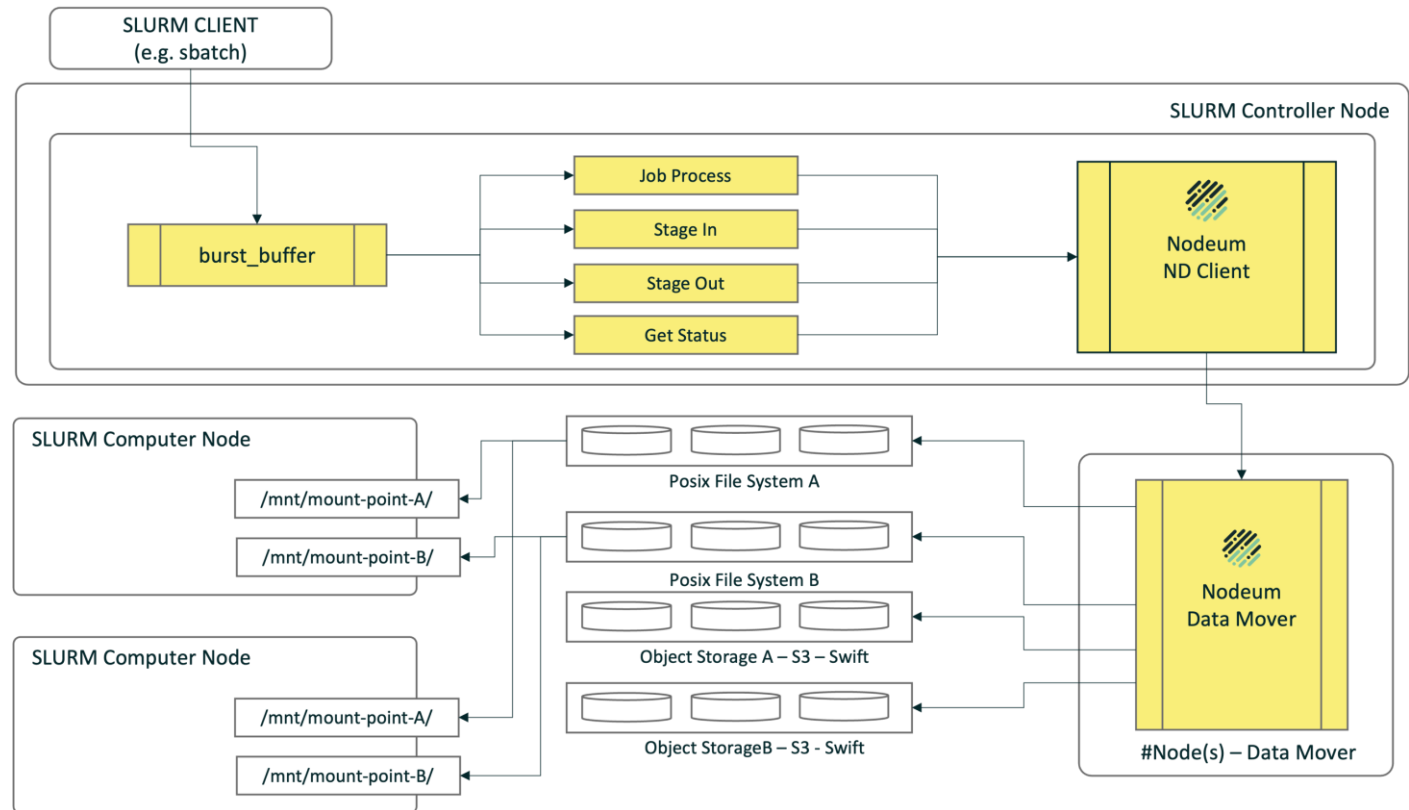 SLURM CLIENT
(e.g. sbatch)
SLURM Controller Node
burst_buffer
Job Process
Stage In
Stage Out
Get Status
Nodeum
ND Client
SLURM Computer Node
/mnt/mount-point-A/
/mnt/mount-point-B/
SLURM Computer Node
/mnt/mount-point-A/
/mnt/mount-point-B/
Posix File System A
Posix File System B
Object Storage A – S3 – Swift
Object StorageB – S3 - Swift
Nodeum
Data Mover
#Node(s) – Data Mover